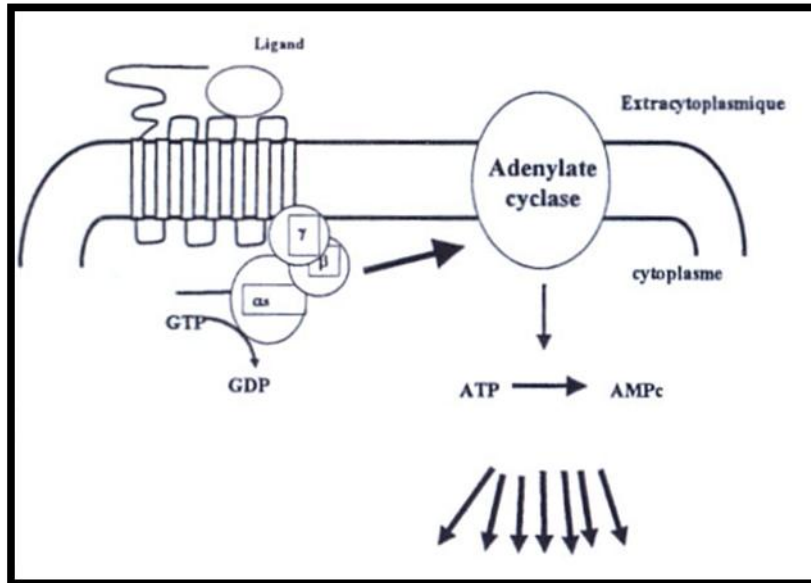 Ligand
Extracytoplasmique
Adenylate
cyclase
γ
β
cytoplasme
αs
GTP
GDP
ATP
AMPc